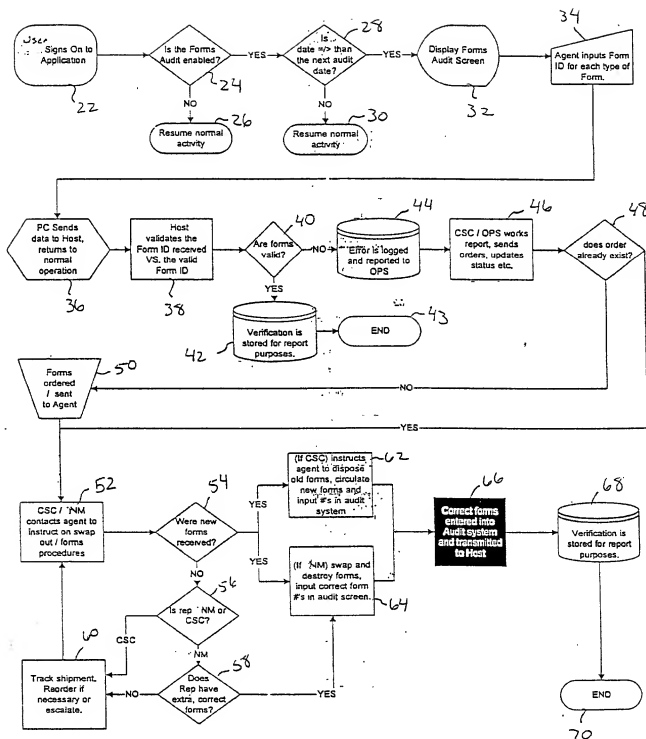 User
Signs On to
Application
22
Is the Forms
Audit enabled?
24
YES
NO
Resume normal
activity
26
Is
date =/> than
the next audit
date?
28
YES
NO
Resume normal
activity
30
Display Forms
Audit Screen
32
Agent inputs Form
ID for each type of
Form.
34
PC Sends
data to Host,
returns to
normal
operation
36
Host
validates the
Form ID received
VS. the valid
Form ID
38
Are forms
valid?
40
NO
YES
Verification is
stored for report
purposes.
42
END
43
Error is logged
and reported to
OPS
44
CSC / OPS works
report, sends
orders, updates
status etc.
46
does order
already exist?
48
NO
YES
Forms
ordered
/ sent
to Agent
50
CSC / NM
contacts agent to
instruct on swap
out / forms
procedures
52
Were new
forms
received?
54
YES
YES
NO
(If CSC) instructs
agent to dispose
old forms, circulate
new forms and
input #'s in audit
system
62
(If NM) swap and
destroy forms,
input correct form
#'s in audit screen.
64
Is rep NM or
CSC?
56
CSC
NM
Does
Rep have
extra, correct
forms?
58
NO
YES
Track shipment.
Reorder if
necessary or
escalate.
60
Correct forms
entered into
Audit system
and transmitted
to Host
66
Verification is
stored for report
purposes.
68
END
70